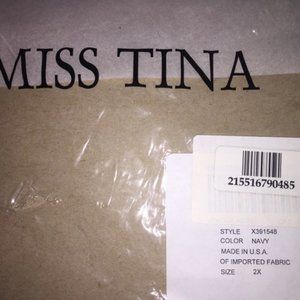 MISS TINA
215516790485
STYLE X391548
COLOR NAVY
MADE IN U.S.A.
OF IMPORTED FABRIC
SIZE 2X